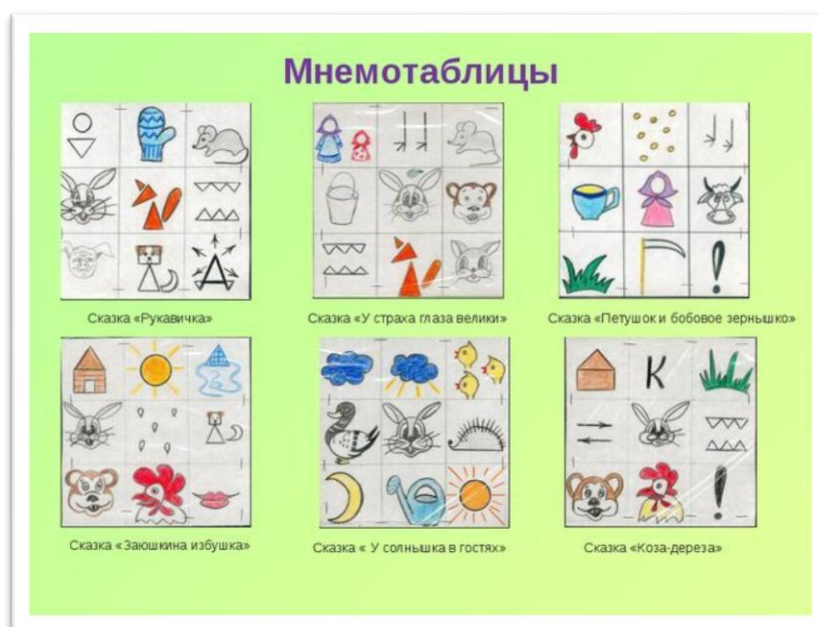 Мнемотаблицы
Сказка «Рукавичка»
Сказка «У страха глаза велики»
Сказка «Петушок и бобовое зернышко»
А
К
Сказка «Заюшкина избушка»
Сказка « У солнышка в гостях»
Сказка «Коза-дереза»